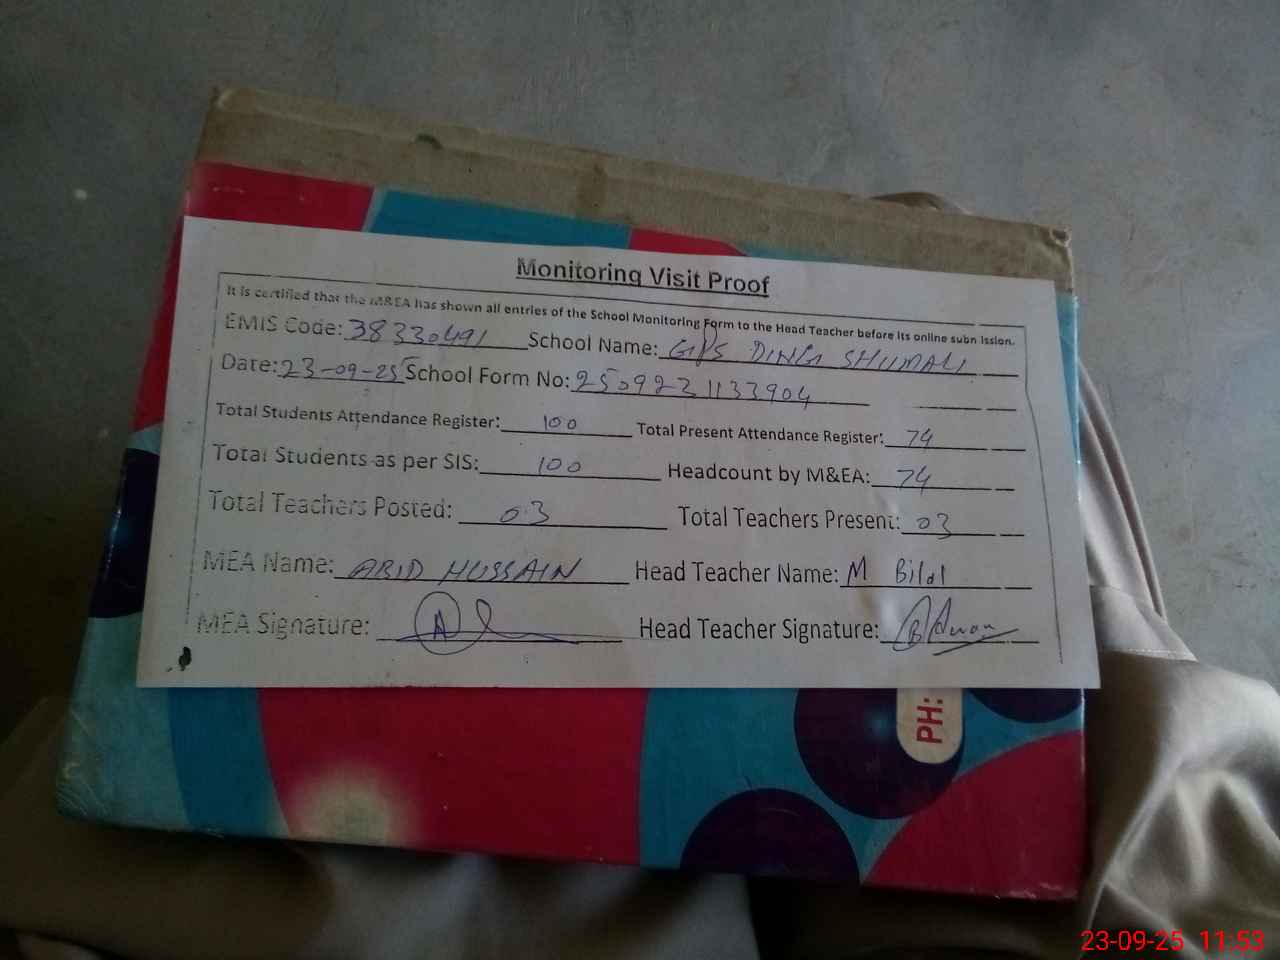 Monitoring Visit Proof
It is certified that the M&EA has shown all entries of the School Monitoring Form to the Head Teacher before its online subn ission.
EMIS Code: 38330491 School Name: GPS DINGI SHUMALI
Date: 23-09-25 School Form No: 2509231133904
Total Students Attendance Register: 100 Total Present Attendance Register: 74
Total Students as per SIS: 100 Headcount by M&EA: 74
Total Teachers Posted: 03 Total Teachers Present: 03
MEA Name: ABID HUSSAIN Head Teacher Name: M Bilal
MEA Signature: Head Teacher Signature:
PH:
23-09-25 11:53